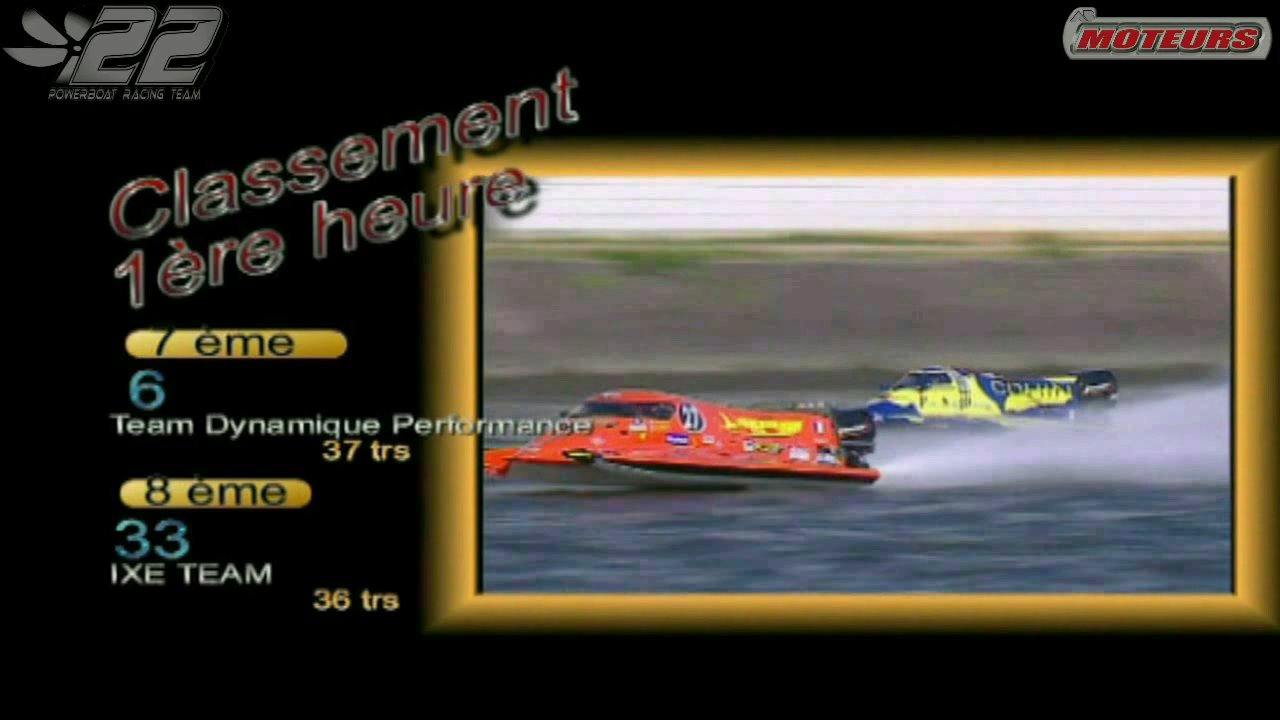 22
POWERBOAT RACING TEAM
AD MOTEURS
Classement
1ère heure
7 ème
6
Team Dynamique Performance
37 trs
8 ème
33
IXE TEAM
36 trs